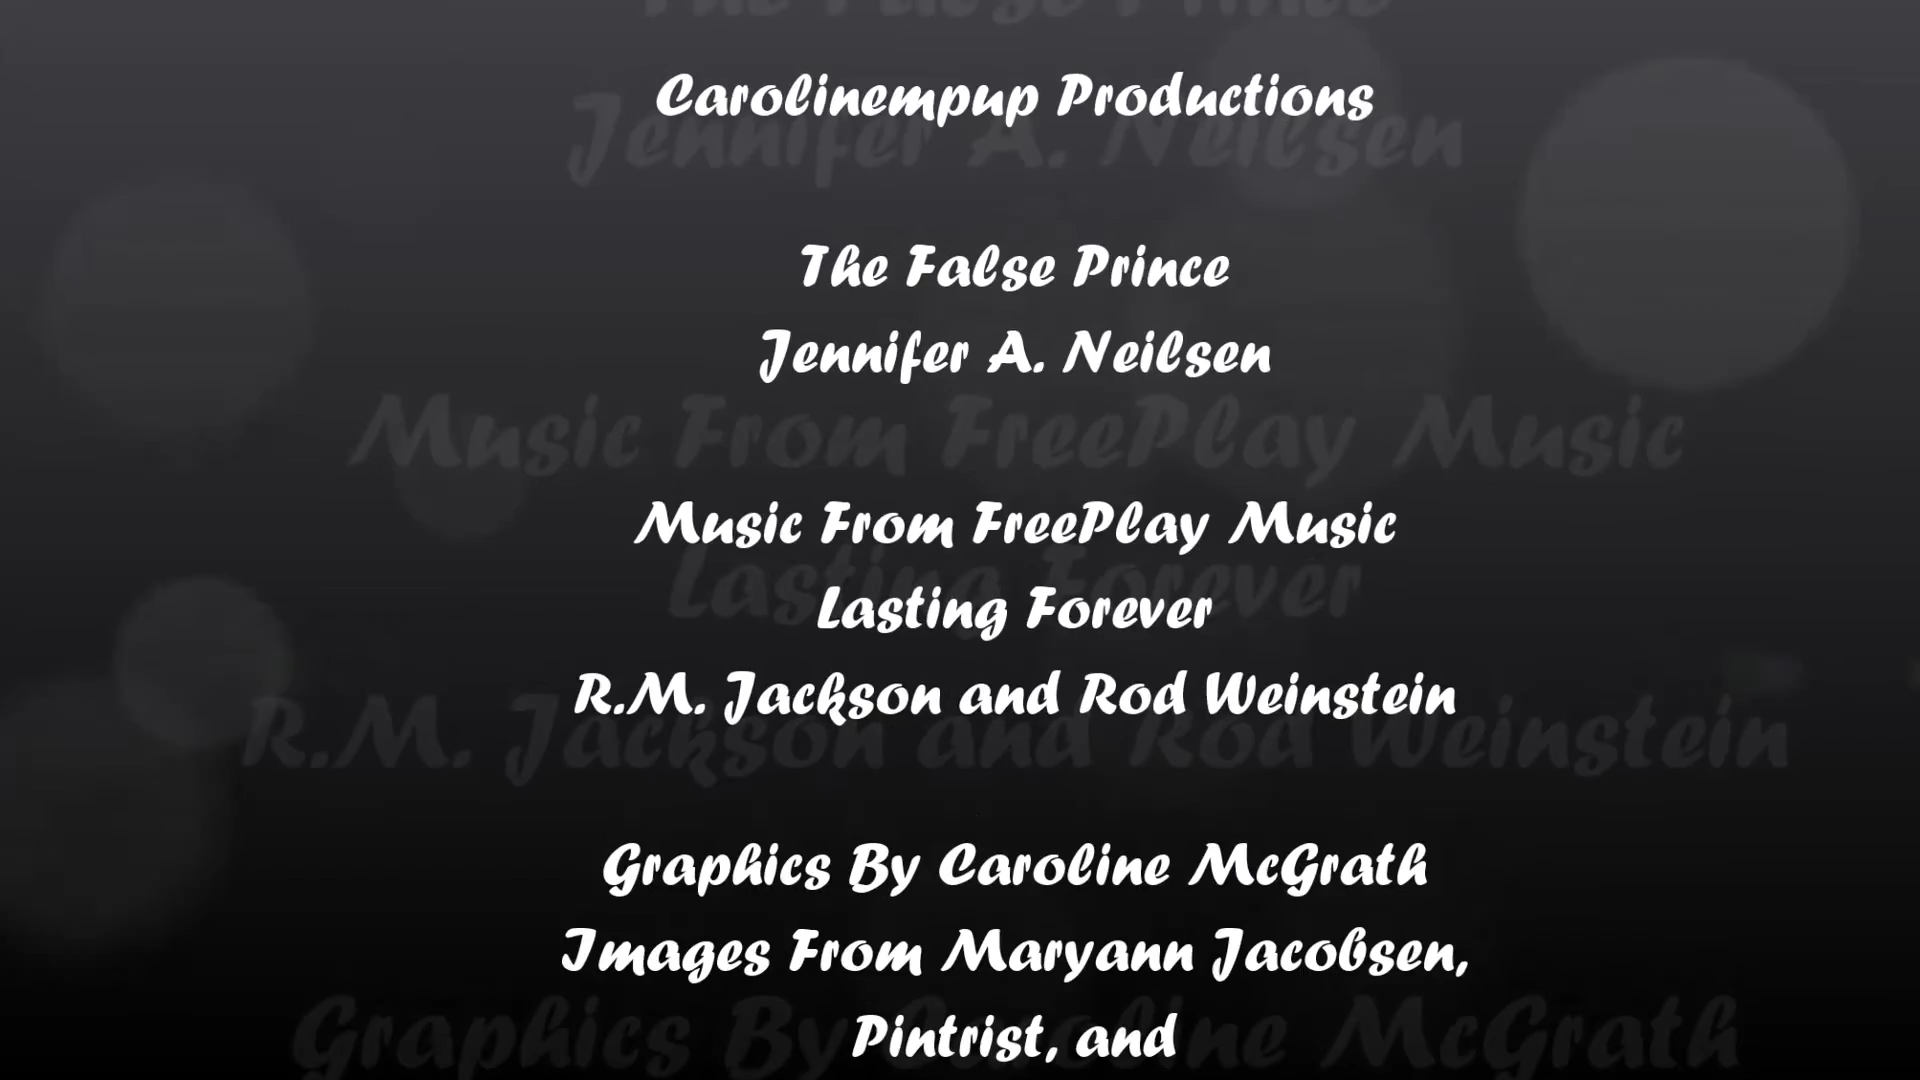 Carolinempup Productions
The False Prince
Jennifer A. Neilsen
Music From FreePlay Music
Lasting Forever
R.M. Jackson and Rod Weinstein
Graphics By Caroline McGrath
Images From Maryann Jacobsen,
Pintrist, and